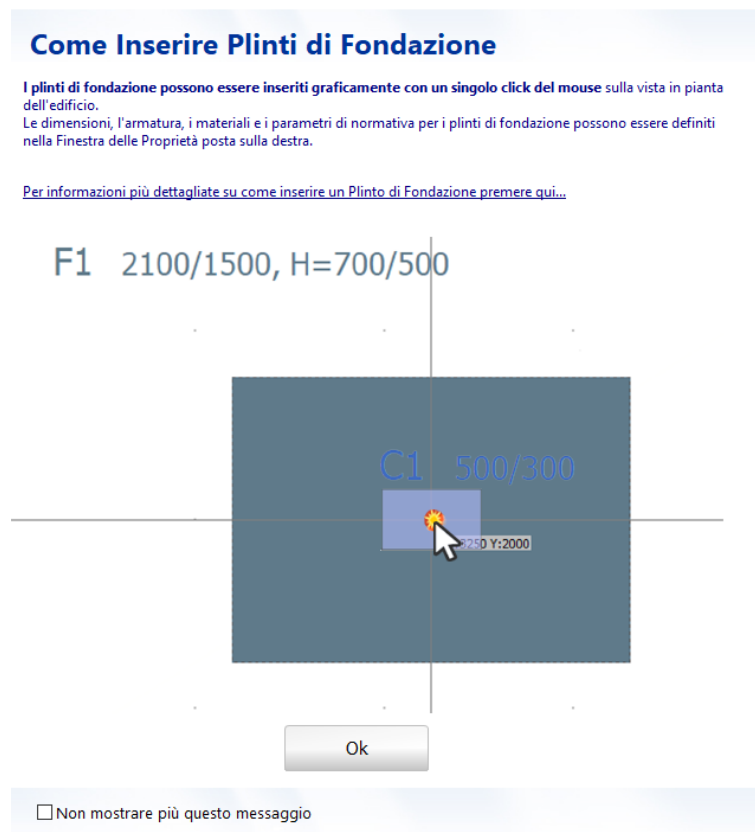 Come Inserire Plinti di Fondazione
I plinti di fondazione possono essere inseriti graficamente con un singolo click del mouse sulla vista in pianta
dell'edificio.
Le dimensioni, l'armatura, i materiali e i parametri di normativa per i plinti di fondazione possono essere definiti
nella Finestra delle Proprietà posta sulla destra.
Per informazioni più dettagliate su come inserire un Plinto di Fondazione premere qui...
F1 2100/1500, H=700/500
C1 500/300
Y:2000
Ok
Non mostrare più questo messaggio